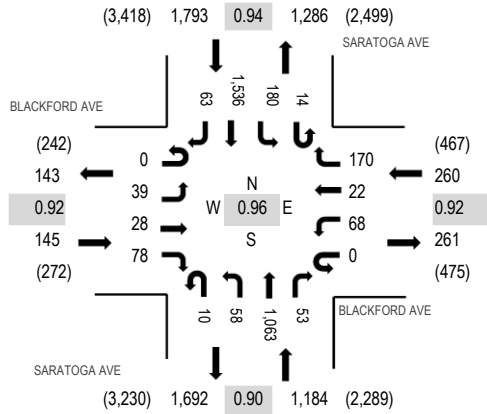 (3,418) 1,793 0.94 1,286 (2,499)
SARATOGA AVE
BLACKFORD AVE
63 1,536 180 14
(242) (467)
0 170
143 260
39 22
0.92 W N 0.96 S E 0.92
28 68
145 261
78 0
(272) (475)
10 58 1,063 53
BLACKFORD AVE
SARATOGA AVE
(3,230) 1,692 0.90 1,184 (2,289)